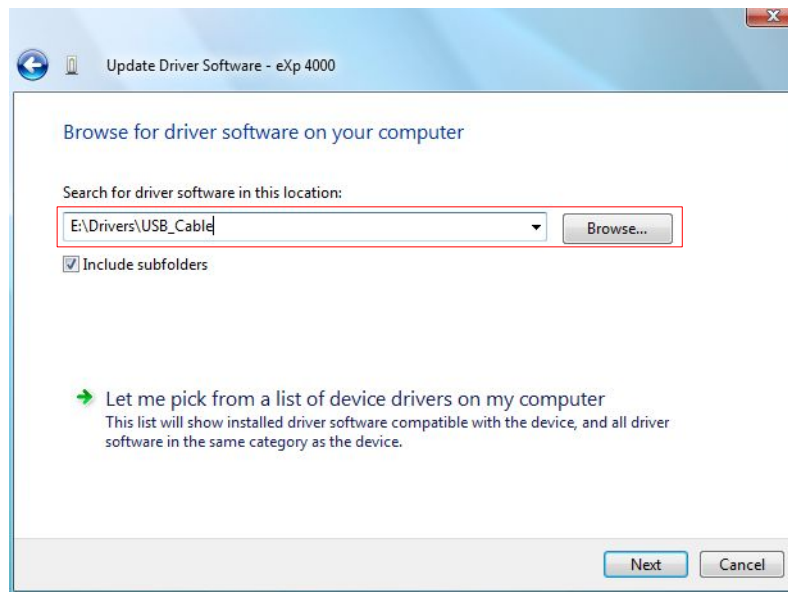 Update Driver Software - eXp 4000
Browse for driver software on your computer
Search for driver software in this location:
E:\Drivers\USB_Cable
Browse...
Include subfolders
Let me pick from a list of device drivers on my computer
This list will show installed driver software compatible with the device, and all driver
software in the same category as the device.
Next
Cancel